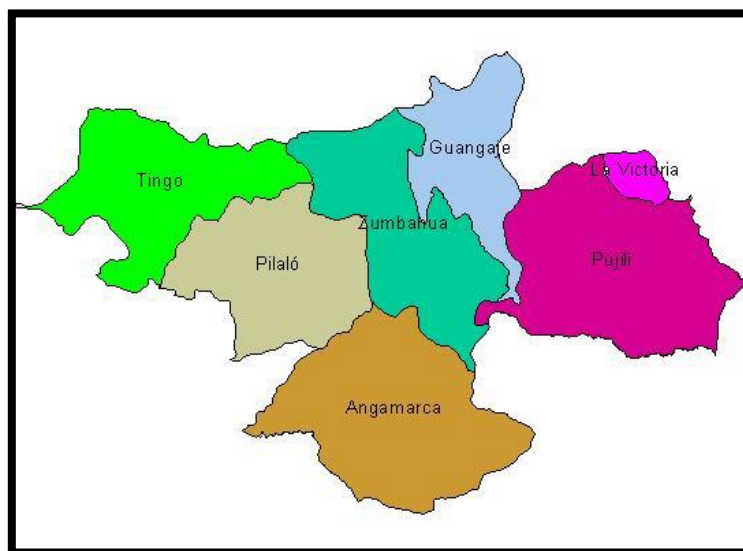 Guangaje
La Victoria
Tingo
Zumbahua
Pilaló
Pujilí
Angamarca